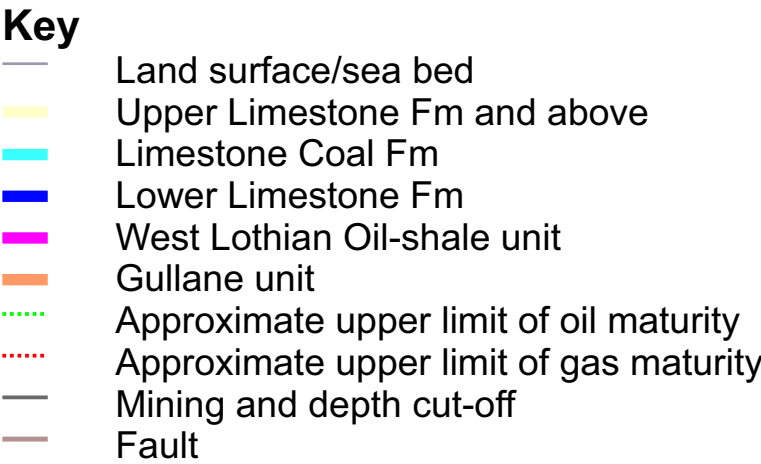 Key
Land surface/sea bed
Upper Limestone Fm and above
Limestone Coal Fm
Lower Limestone Fm
West Lothian Oil-shale unit
Gullane unit
Approximate upper limit of oil maturity
Approximate upper limit of gas maturity
Mining and depth cut-off
Fault